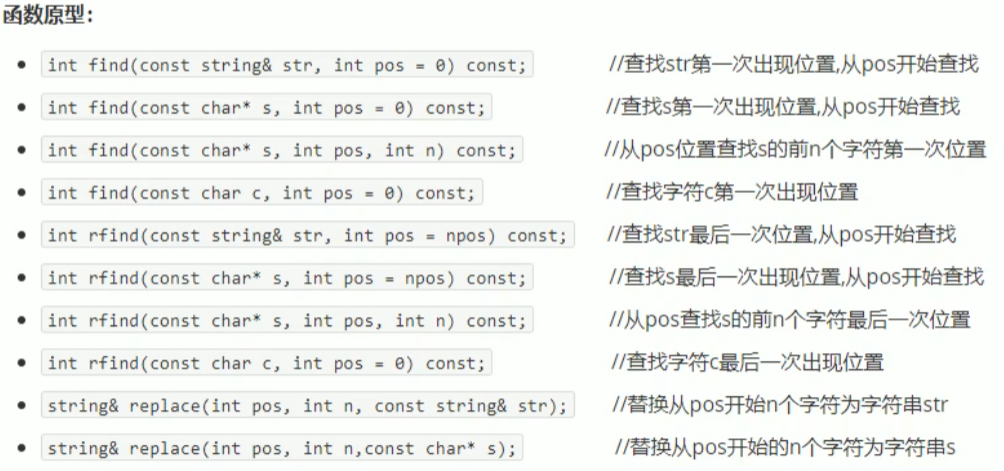 函数原型：
int find(const string& str, int pos = 0) const; //查找str第一次出现位置,从pos开始查找
int find(const char* s, int pos = 0) const; //查找s第一次出现位置,从pos开始查找
int find(const char* s, int pos, int n) const; //从pos位置查找s的前n个字符第一次位置
int find(const char c, int pos = 0) const; //查找字符c第一次出现位置
int rfind(const string& str, int pos = npos) const; //查找str最后一次位置,从pos开始查找
int rfind(const char* s, int pos = npos) const; //查找s最后一次出现位置,从pos开始查找
int rfind(const char* s, int pos, int n) const; //从pos查找s的前n个字符最后一次位置
int rfind(const char c, int pos = 0) const; //查找字符c最后一次出现位置
string& replace(int pos, int n, const string& str); //替换从pos开始n个字符为字符串str
string& replace(int pos, int n,const char* s); //替换从pos开始的n个字符为字符串s